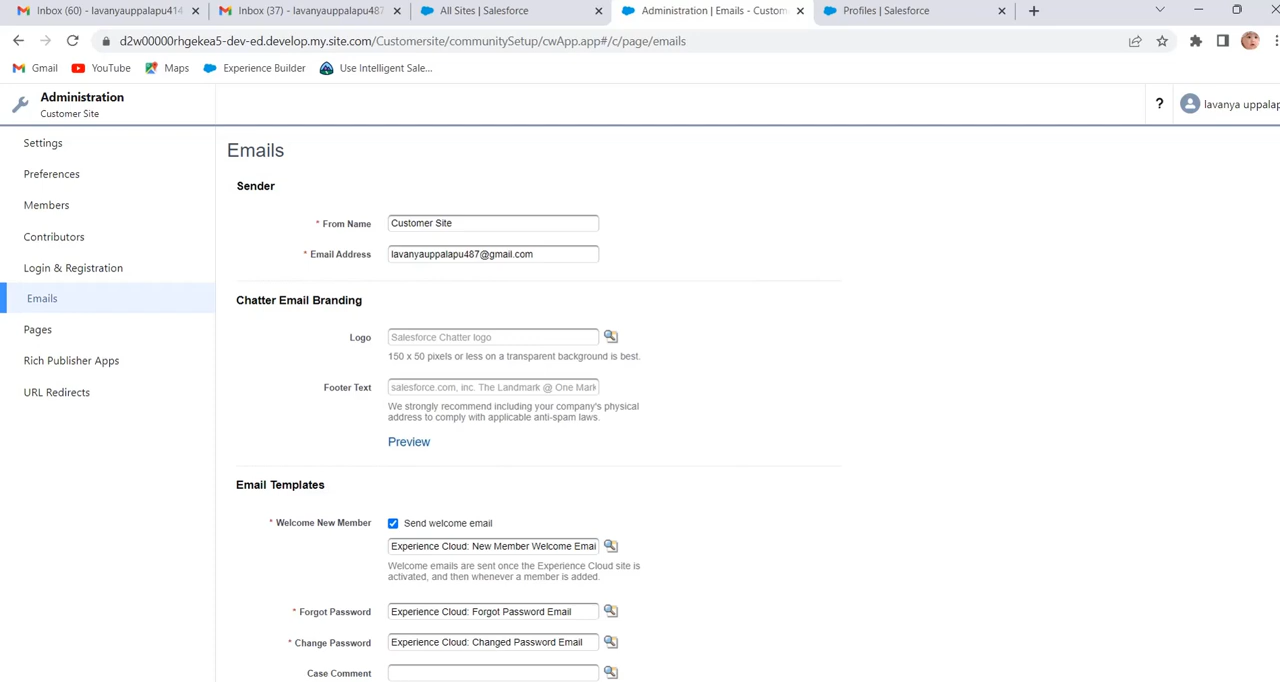 Inbox (60) - lavanyauppalapu414
Inbox (37) - lavanyauppalapu487
All Sites | Salesforce
Administration | Emails - Custom
Profiles | Salesforce
d2w00000rhgekea5-dev-ed.develop.my.site.com/Customersite/communitySetup/cwApp.app#/c/page/emails
Gmail
YouTube
Maps
Experience Builder
Use Intelligent Sale...
Administration
Customer Site
?
lavanya uppalap
Settings
Preferences
Members
Contributors
Login & Registration
Emails
Pages
Rich Publisher Apps
URL Redirects
Emails
Sender
* From Name
Customer Site
* Email Address
lavanyauppalapu487@gmail.com
Chatter Email Branding
Logo
Salesforce Chatter logo
150 x 50 pixels or less on a transparent background is best.
Footer Text
salesforce.com, inc. The Landmark @ One Mark
We strongly recommend including your company's physical
address to comply with applicable anti-spam laws.
Preview
Email Templates
* Welcome New Member
Send welcome email
Experience Cloud: New Member Welcome Emai
Welcome emails are sent once the Experience Cloud site is
activated, and then whenever a member is added.
* Forgot Password
Experience Cloud: Forgot Password Email
* Change Password
Experience Cloud: Changed Password Email
Case Comment